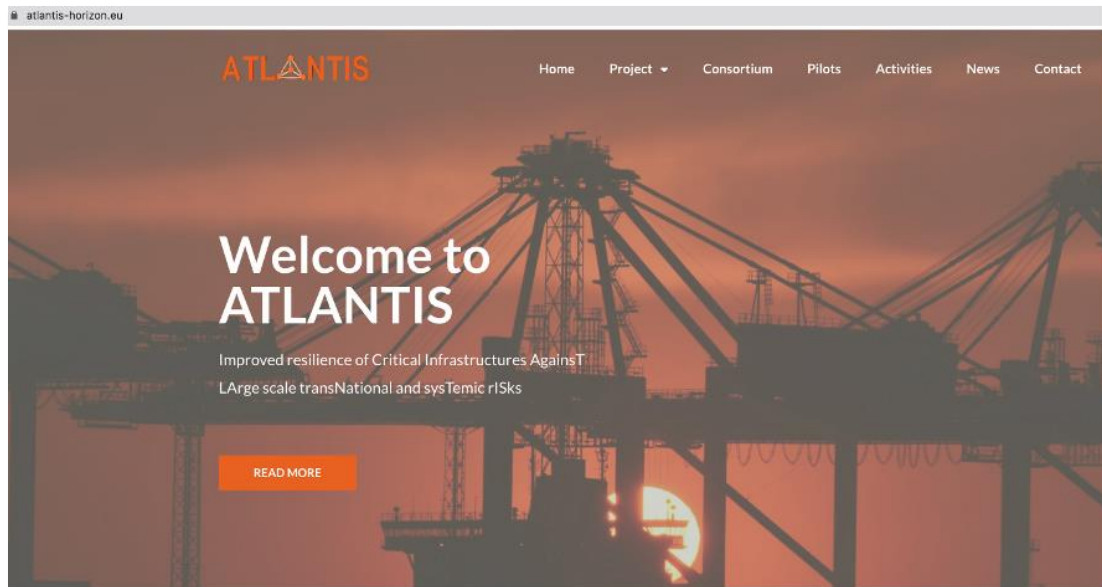 atlantis-horizon.eu
ATLANTIS
Home Project Consortium Pilots Activities News Contact
Welcome to
ATLANTIS
Improved resilience of Critical Infrastructures AgainsT
LArge scale transNational and sysTemic rISks
READ MORE